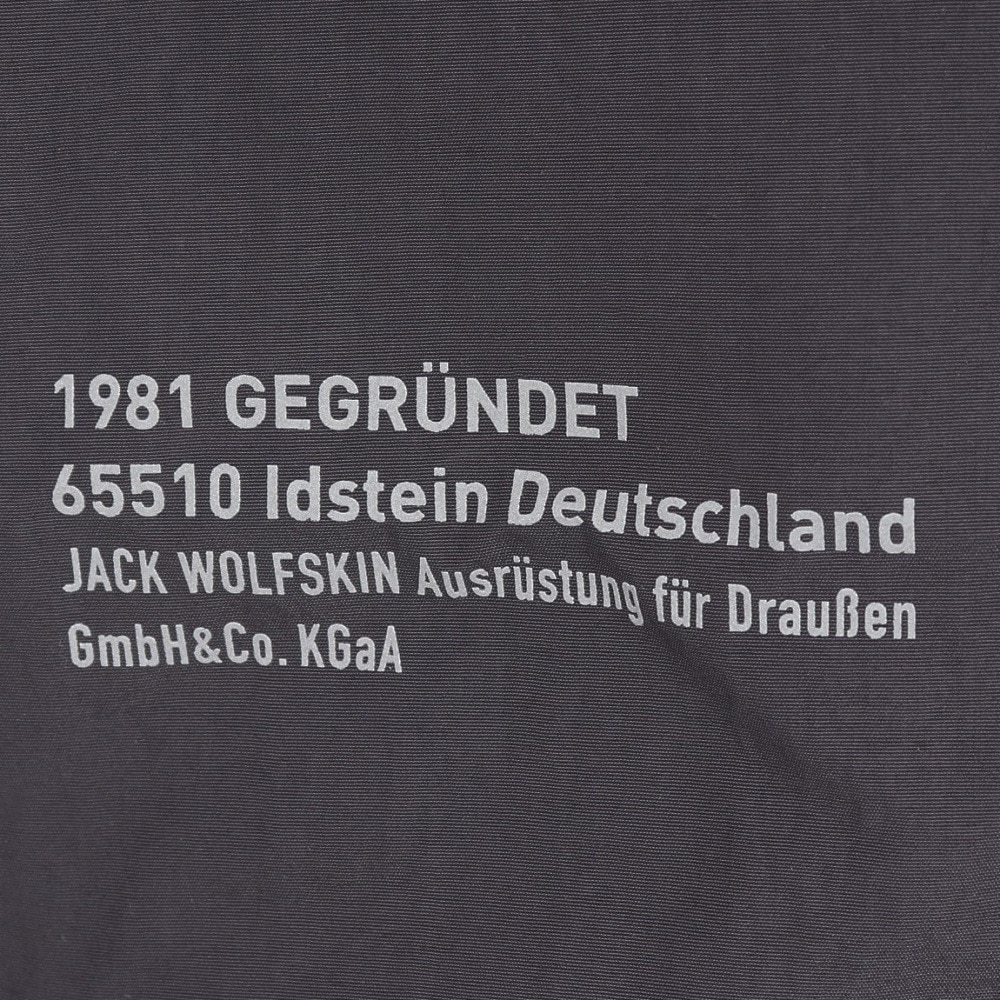 1981 GEGRÜNDET
65510 Idstein Deutschland
JACK WOLFSKIN Ausrüstung für Draußen
GmbH&Co. KGaA